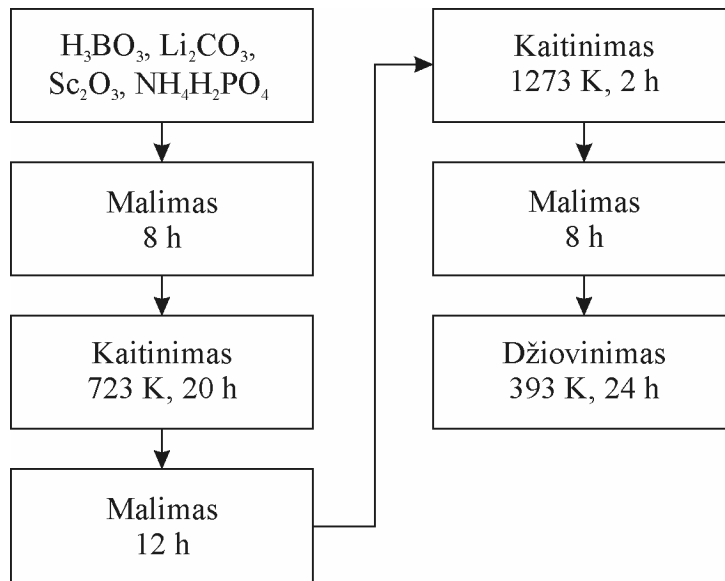 H₃BO₃, Li₂CO₃,
Sc₂O₃, NH₄H₂PO₄
Malimas
8 h
Kaitinimas
723 K, 20 h
Malimas
12 h
Kaitinimas
1273 K, 2 h
Malimas
8 h
Džiovinimas
393 K, 24 h